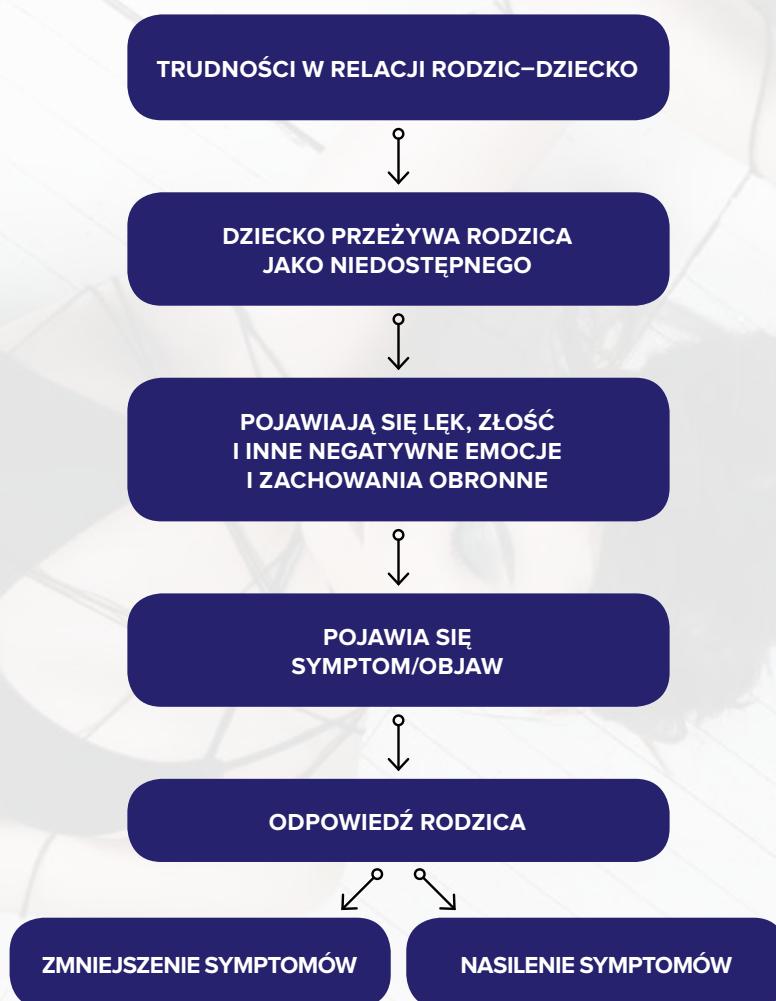 TRUDNOŚCI W RELACJI RODZIC–DZIECKO
DZIECKO PRZEŻYWA RODZICA
JAKO NIEDOSTĘPNEGO
POJAWIAJĄ SIĘ LĘK, ZŁOŚĆ
I INNE NEGATYWNE EMOCJE
I ZACHOWANIA OBRONNE
POJAWIA SIĘ
SYMPTOM/OBJAW
ODPOWIEDŹ RODZICA
ZMNIEJSZENIE SYMPTOMÓW
NASILENIE SYMPTOMÓW